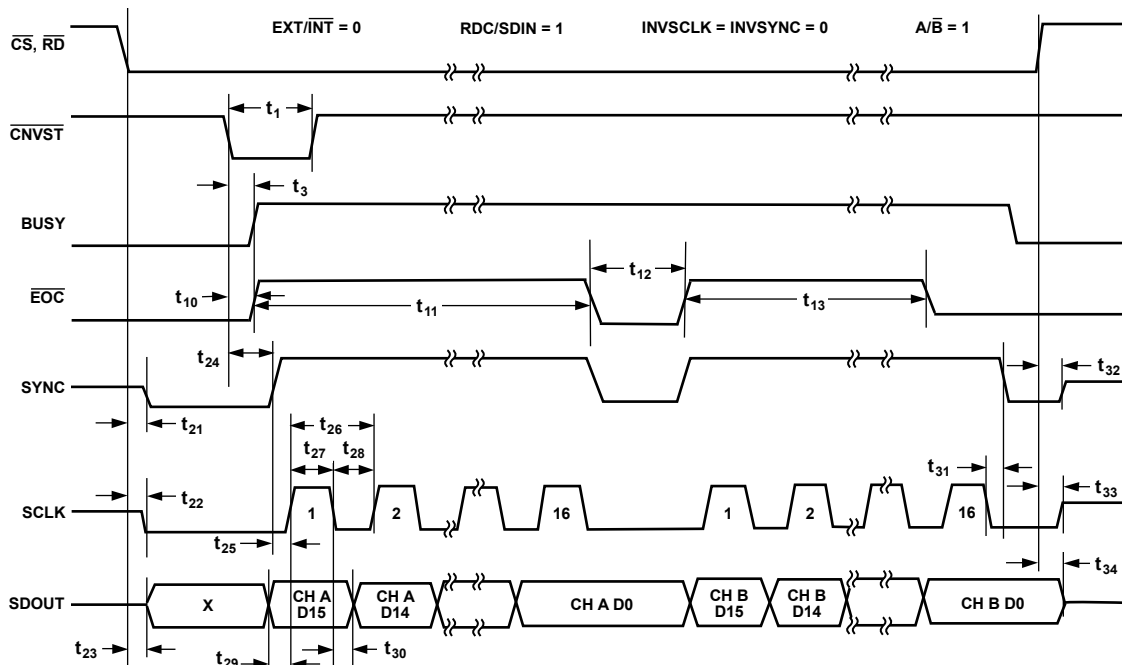 EXT/INT = 0 RDC/SDIN = 1 INVSCLK = INVSYNC = 0 A/B = 1
CS, RD
t1
CNVST
t3
BUSY
t12
EOC
t10
t11
t13
t24
SYNC
t32
t21
t26
t27 t28
t31
t22
t33
SCLK
1 2 16 1 2 16
t25
t34
SDOUT
X
CH A D15
CH A D14
CH A D0
CH B D15
CH B D14
CH B D0
t23
t29
t30